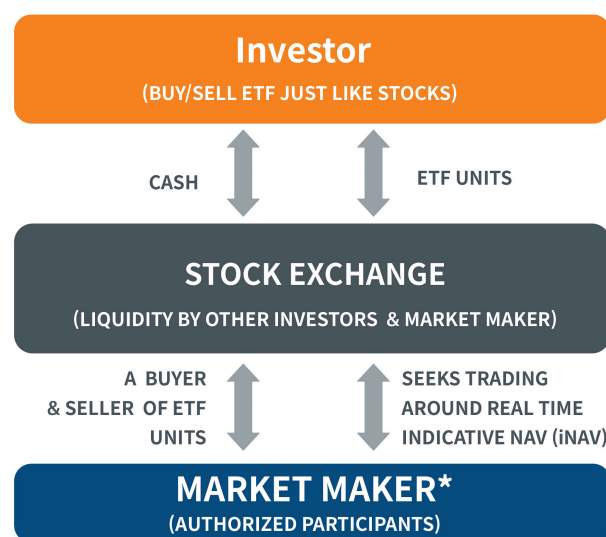 Investor
(BUY/SELL ETF JUST LIKE STOCKS)
CASH
ETF UNITS
STOCK EXCHANGE
(LIQUIDITY BY OTHER INVESTORS & MARKET MAKER)
A BUYER
& SELLER OF ETF
UNITS
SEEKS TRADING
AROUND REAL TIME
INDICATIVE NAV (iNAV)
MARKET MAKER*
(AUTHORIZED PARTICIPANTS)